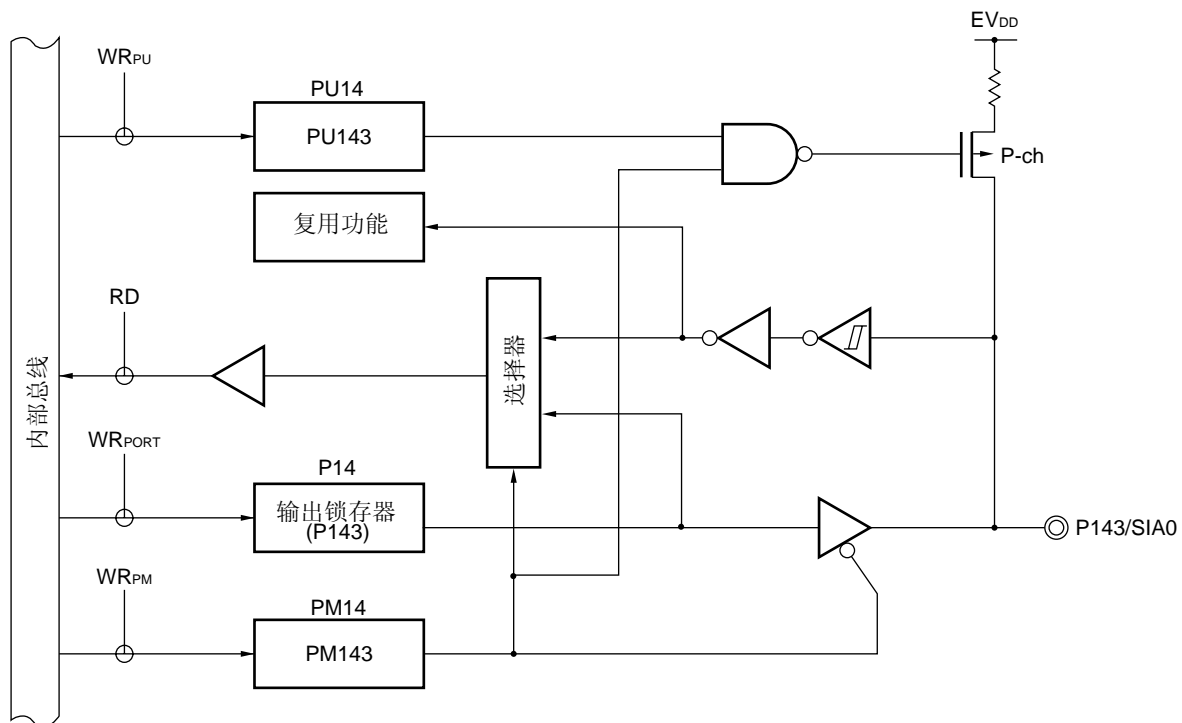 EVDD
WRPU
PU14
PU143
P-ch
复用功能
RD
选择器
内部总线
WRPORT
P14
输出锁存器
(P143)
P143/SIA0
WRPM
PM14
PM143